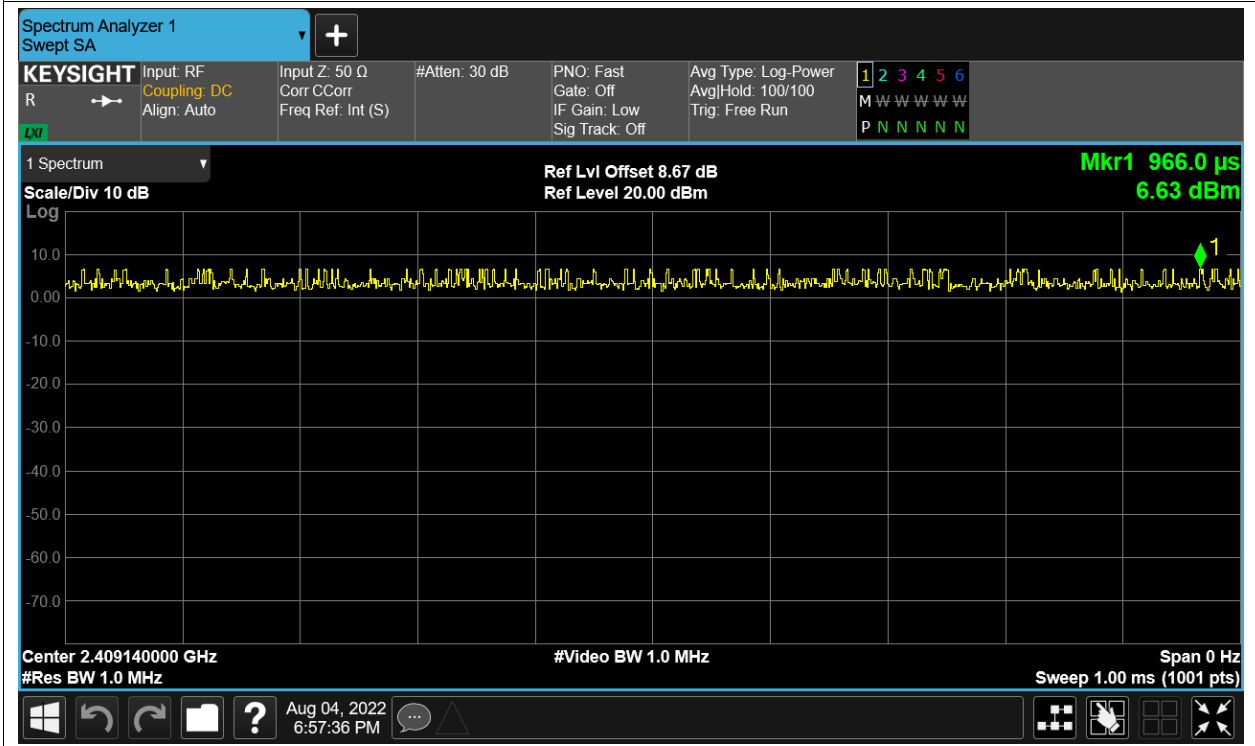 Spectrum Analyzer 1
Swept SA
KEYSIGHT
R
LXI
Input: RF
Coupling: DC
Align: Auto
Input Z: 50 Ω
Corr CCorr
Freq Ref: Int (S)
#Atten: 30 dB
PNO: Fast
Gate: Off
IF Gain: Low
Sig Track: Off
Avg Type: Log-Power
Avg|Hold: 100/100
Trig: Free Run
1 2 3 4 5 6
M W W W W W
P N N N N N
1 Spectrum
Scale/Div 10 dB
Log
Ref Lvl Offset 8.67 dB
Ref Level 20.00 dBm
Mkr1 966.0 µs
6.63 dBm
1
10.0
0.00
-10.0
-20.0
-30.0
-40.0
-50.0
-60.0
-70.0
Center 2.409140000 GHz
#Res BW 1.0 MHz
#Video BW 1.0 MHz
Span 0 Hz
Sweep 1.00 ms (1001 pts)
?
Aug 04, 2022
6:57:36 PM